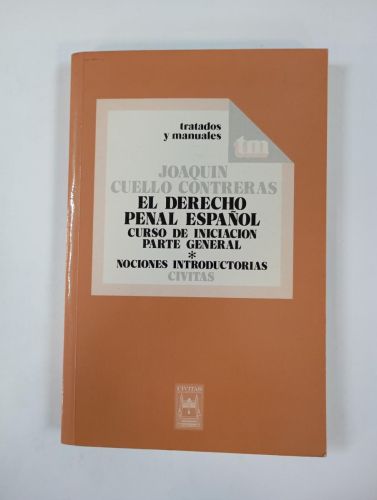 tratados
y manuales
tm
JOAQUIN
CUELLO CONTRERAS
EL DERECHO
PENAL ESPAÑOL
CURSO DE INICIACION
PARTE GENERAL
*
NOCIONES INTRODUCTORIAS
CIVITAS
CIVITAS